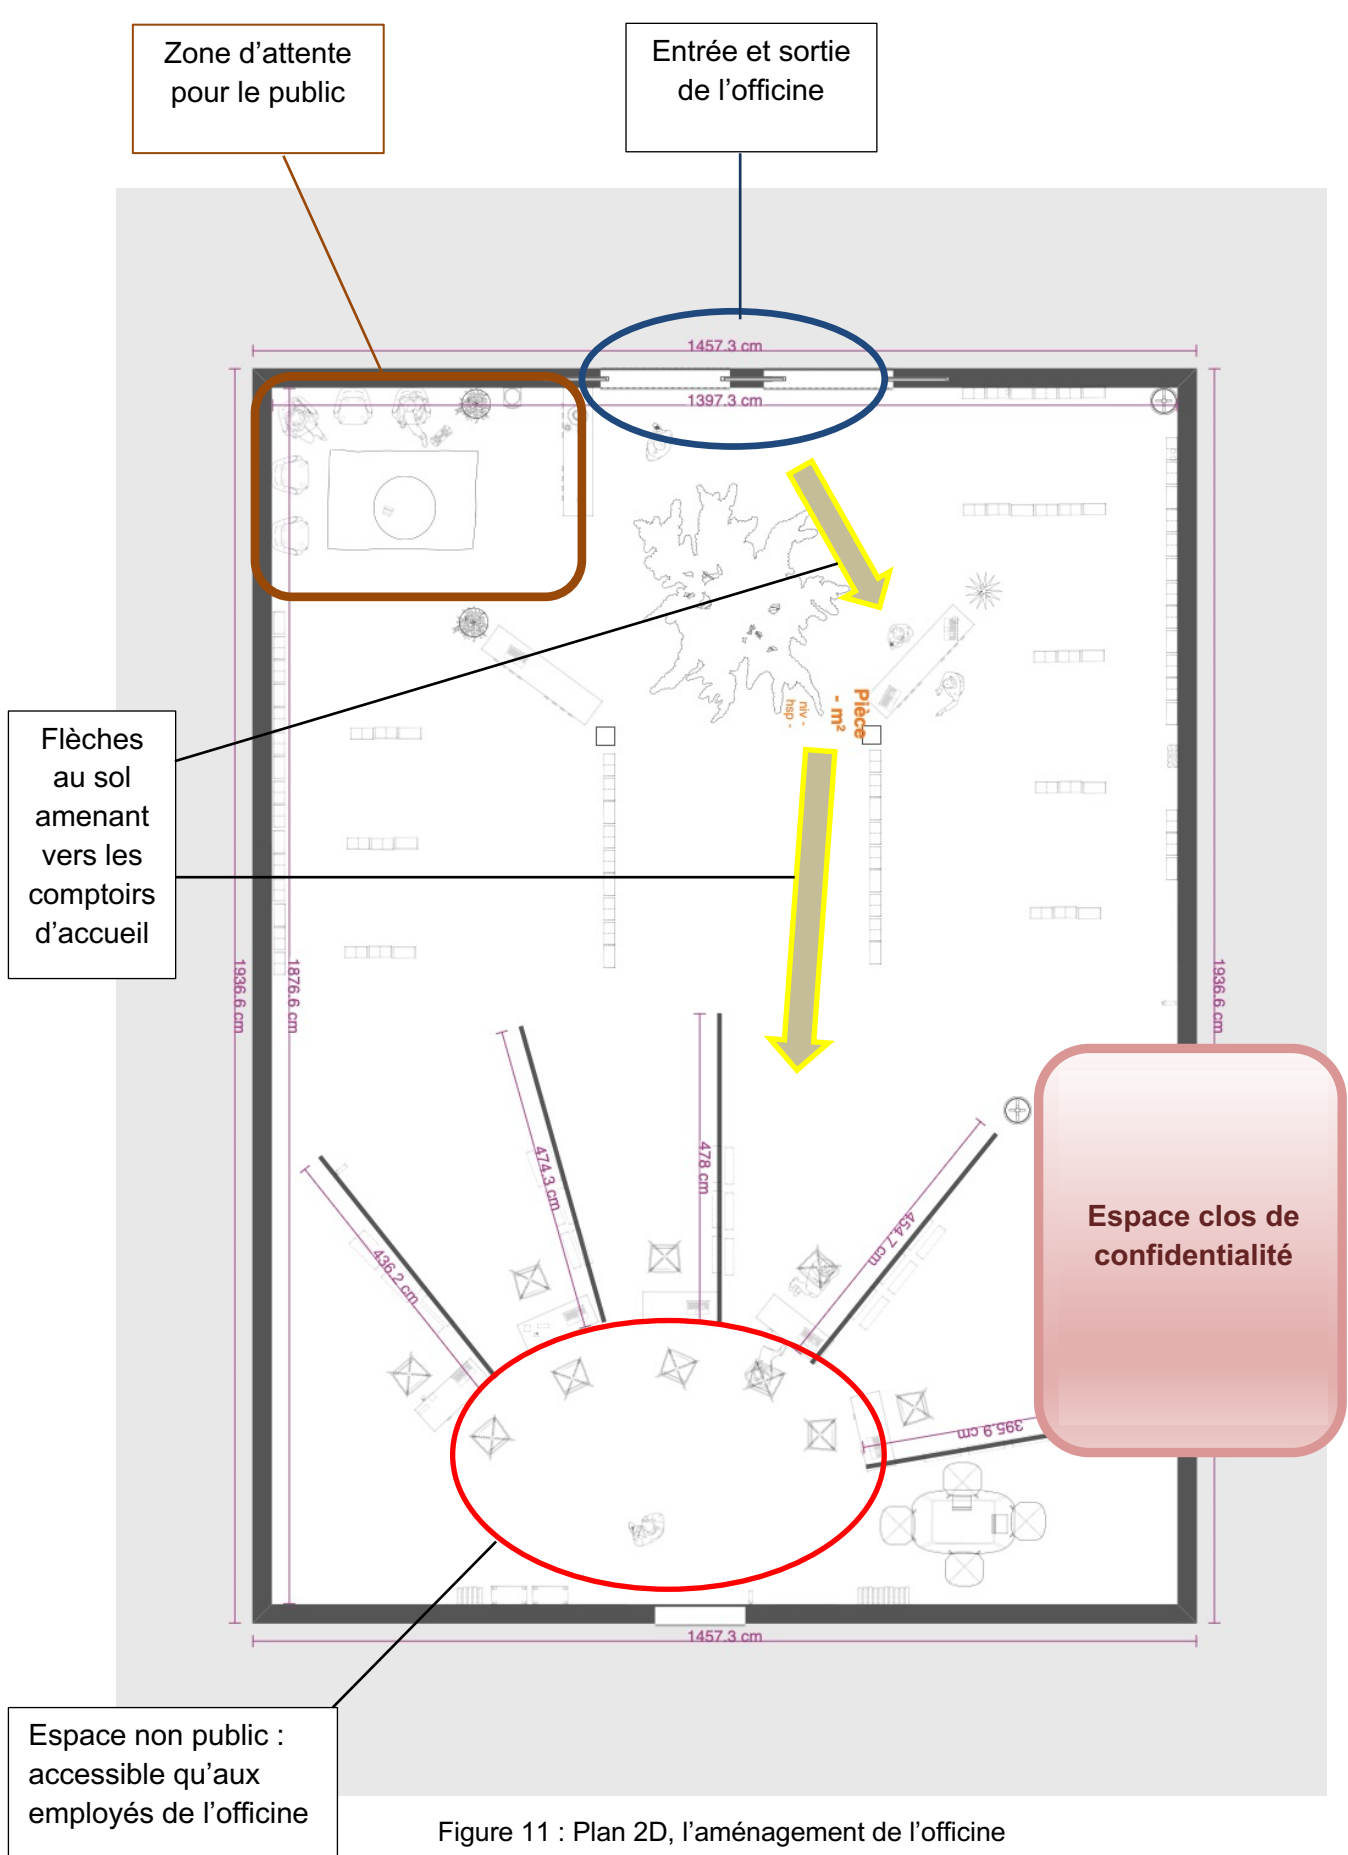 Zone d’attente
pour le public
Entrée et sortie
de l’officine
1457.3 cm
1397.3 cm
Flèches
au sol
amenant
vers les
comptoirs
d’accueil
Pièce
- m²
niv -
hsp -
1936.6 cm
1876.6 cm
1936.6 cm
474.3 cm
478 cm
454.7 cm
436.2 cm
395.9 cm
Espace clos de
confidentialité
1457.3 cm
Espace non public :
accessible qu’aux
employés de l’officine
Figure 11 : Plan 2D, l’aménagement de l’officine